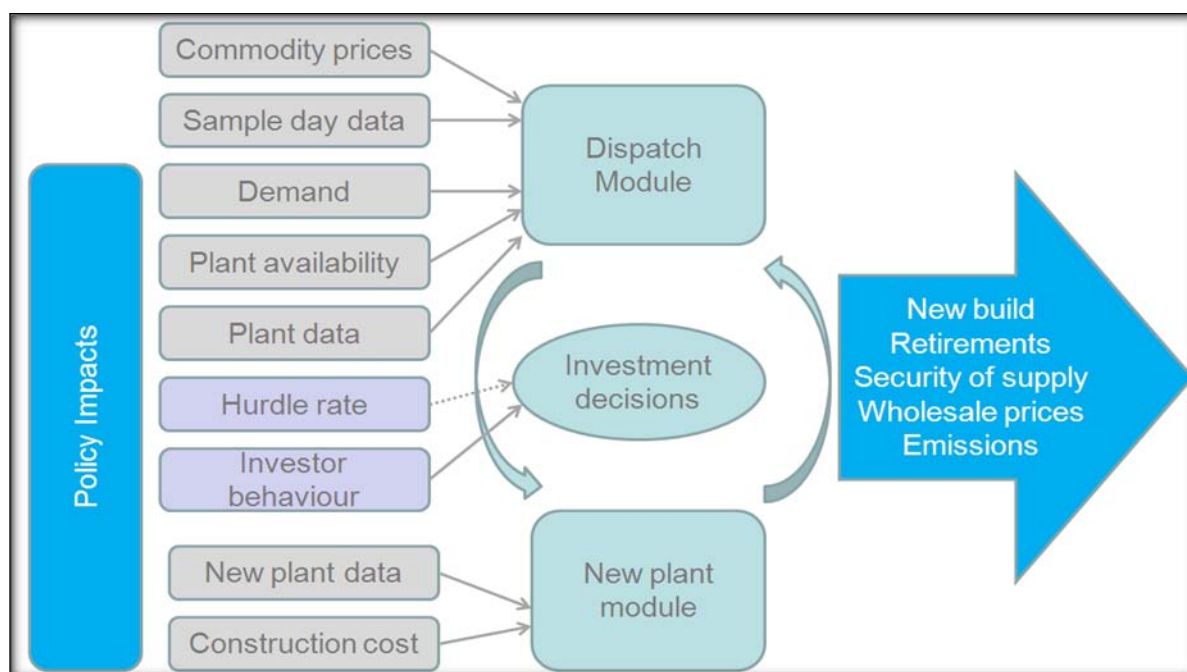 Policy Impacts
Commodity prices
Sample day data
Demand
Plant availability
Plant data
Hurdle rate
Investor
behaviour
New plant data
Construction cost
Dispatch
Module
Investment
decisions
New plant
module
New build
Retirements
Security of supply
Wholesale prices
Emissions